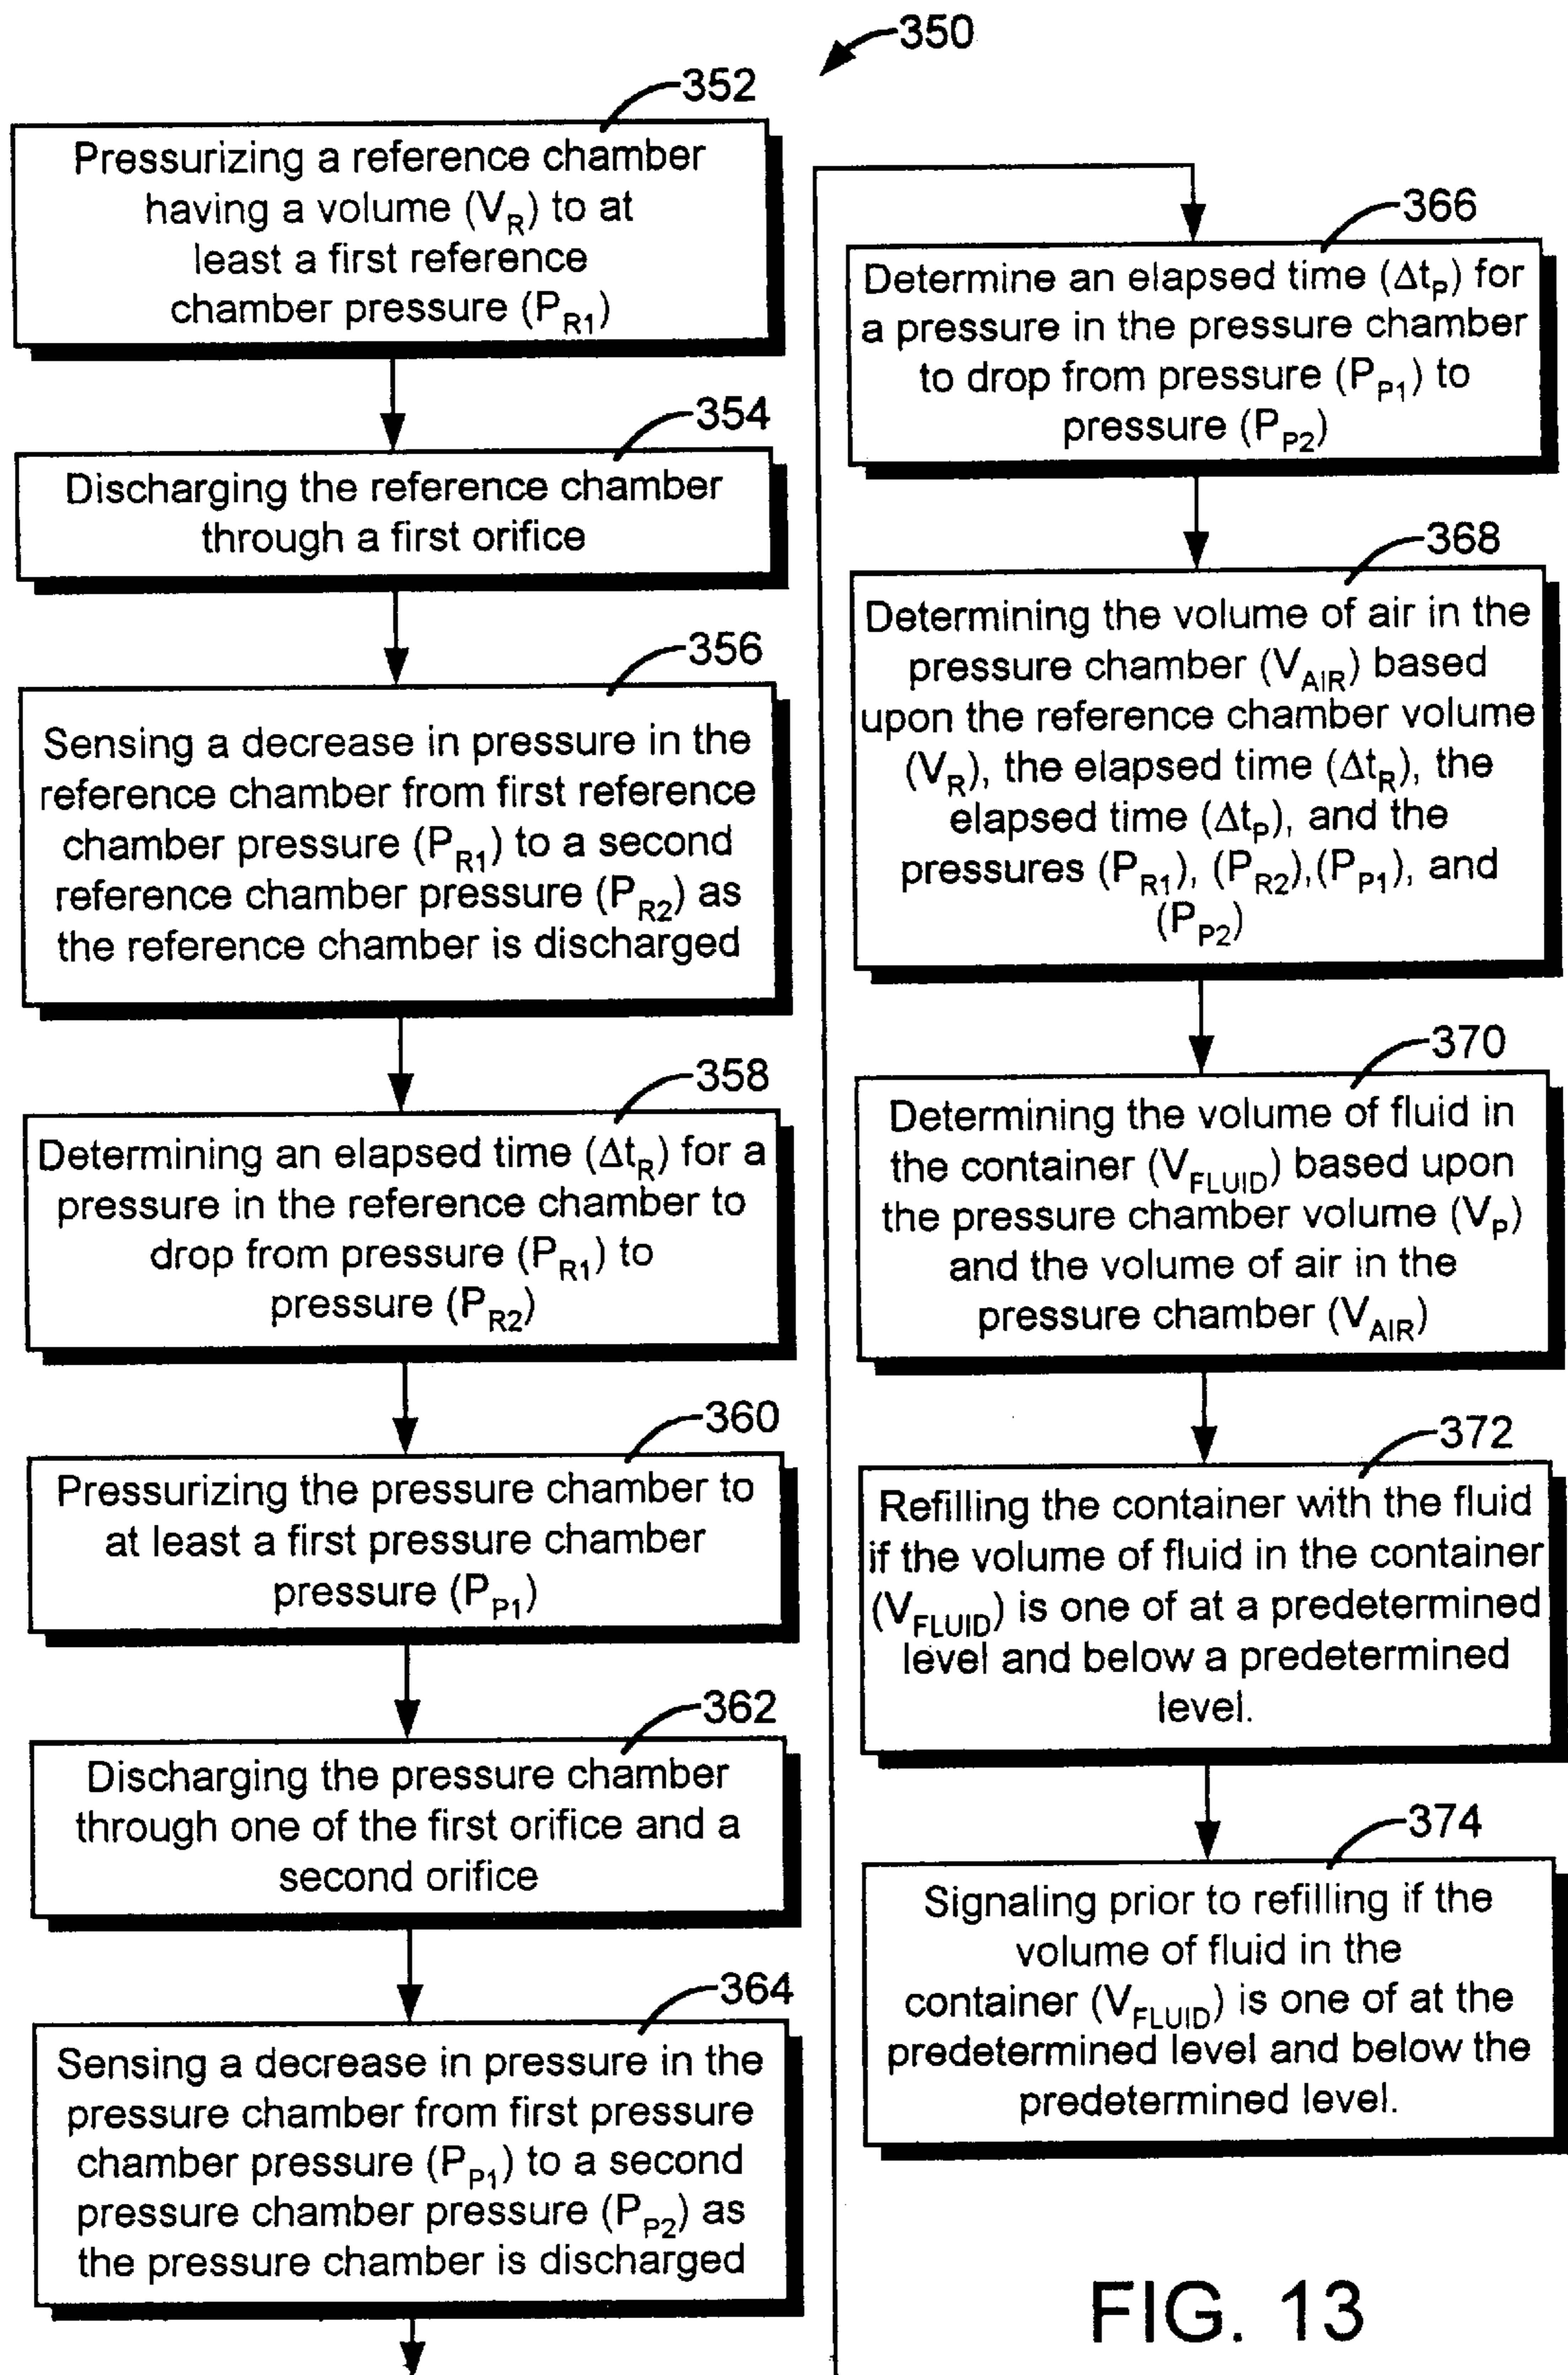 350
352
Pressurizing a reference chamber
having a volume (V_R) to at
least a first reference
chamber pressure (P_R1)
354
Discharging the reference chamber
through a first orifice
356
Sensing a decrease in pressure in the
reference chamber from first reference
chamber pressure (P_R1) to a second
reference chamber pressure (P_R2) as
the reference chamber is discharged
358
Determining an elapsed time (Δt_R) for a
pressure in the reference chamber to
drop from pressure (P_R1) to
pressure (P_R2)
360
Pressurizing the pressure chamber to
at least a first pressure chamber
pressure (P_P1)
362
Discharging the pressure chamber
through one of the first orifice and a
second orifice
364
Sensing a decrease in pressure in the
pressure chamber from first pressure
chamber pressure (P_P1) to a second
pressure chamber pressure (P_P2) as
the pressure chamber is discharged
366
Determine an elapsed time (Δt_P) for
a pressure in the pressure chamber
to drop from pressure (P_P1) to
pressure (P_P2)
368
Determining the volume of air in the
pressure chamber (V_AIR) based
upon the reference chamber volume
(V_R), the elapsed time (Δt_R), the
elapsed time (Δt_P), and the
pressures (P_R1), (P_R2),(P_P1), and
(P_P2)
370
Determining the volume of fluid in
the container (V_FLUID) based upon
the pressure chamber volume (V_P)
and the volume of air in the
pressure chamber (V_AIR)
372
Refilling the container with the fluid
if the volume of fluid in the container
(V_FLUID) is one of at a predetermined
level and below a predetermined
level.
374
Signaling prior to refilling if the
volume of fluid in the
container (V_FLUID) is one of at the
predetermined level and below the
predetermined level.
FIG. 13